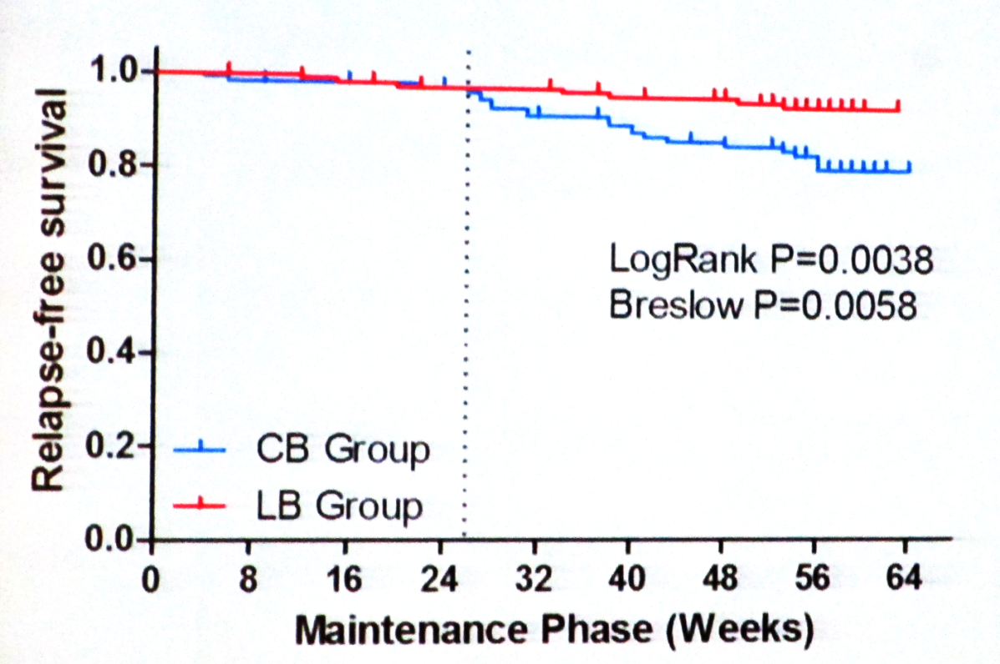 Relapse-free survival
1.0
0.8
0.6
0.4
0.2
0.0
LogRank P=0.0038
Breslow P=0.0058
CB Group
LB Group
0 8 16 24 32 40 48 56 64
Maintenance Phase (Weeks)